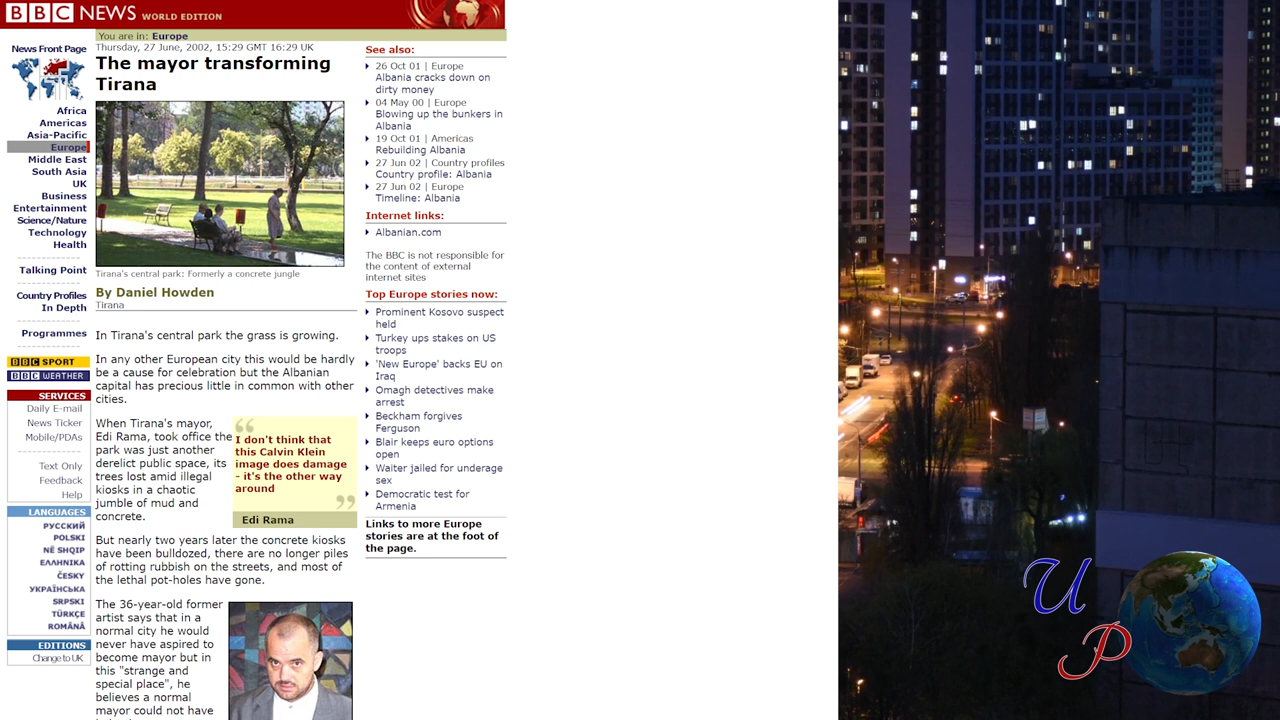 BBC NEWS WORLD EDITION
You are in: Europe
News Front Page
Africa
Americas
Asia-Pacific
Europe
Middle East
South Asia
UK
Business
Entertainment
Science/Nature
Technology
Health
Talking Point
Country Profiles
In Depth
Programmes
BBC SPORT
BBC WEATHER
SERVICES
Daily E-mail
News Ticker
Mobile/PDAs
Text Only
Feedback
Help
LANGUAGES
РУССКИЙ
POLSKI
NË SHQIP
ΕΛΛΗΝΙΚΑ
ČESKY
УКРАЇНСЬКА
SRPSKI
TÜRKÇE
ROMÂNĂ
EDITIONS
Change to UK
Thursday, 27 June, 2002, 15:29 GMT 16:29 UK
The mayor transforming
Tirana
Tirana's central park: Formerly a concrete jungle
By Daniel Howden
Tirana
In Tirana's central park the grass is growing.
In any other European city this would be hardly
be a cause for celebration but the Albanian
capital has precious little in common with other
cities.
When Tirana's mayor,
Edi Rama, took office the
park was just another
derelict public space, its
trees lost amid illegal
kiosks in a chaotic
jumble of mud and
concrete.
“
I don't think that
this Calvin Klein
image does damage
- it's the other way
around
”
Edi Rama
But nearly two years later the concrete kiosks
have been bulldozed, there are no longer piles
of rotting rubbish on the streets, and most of
the lethal pot-holes have gone.
The 36-year-old former
artist says that in a
normal city he would
never have aspired to
become mayor but in
this "strange and
special place", he
believes a normal
mayor could not have
See also:
26 Oct 01 | Europe
Albania cracks down on
dirty money
04 May 00 | Europe
Blowing up the bunkers in
Albania
19 Oct 01 | Americas
Rebuilding Albania
27 Jun 02 | Country profiles
Country profile: Albania
27 Jun 02 | Europe
Timeline: Albania
Internet links:
Albanian.com
The BBC is not responsible for
the content of external
internet sites
Top Europe stories now:
Prominent Kosovo suspect
held
Turkey ups stakes on US
troops
'New Europe' backs EU on
Iraq
Omagh detectives make
arrest
Beckham forgives
Ferguson
Blair keeps euro options
open
Waiter jailed for underage
sex
Democratic test for
Armenia
Links to more Europe
stories are at the foot of
the page.
U
P